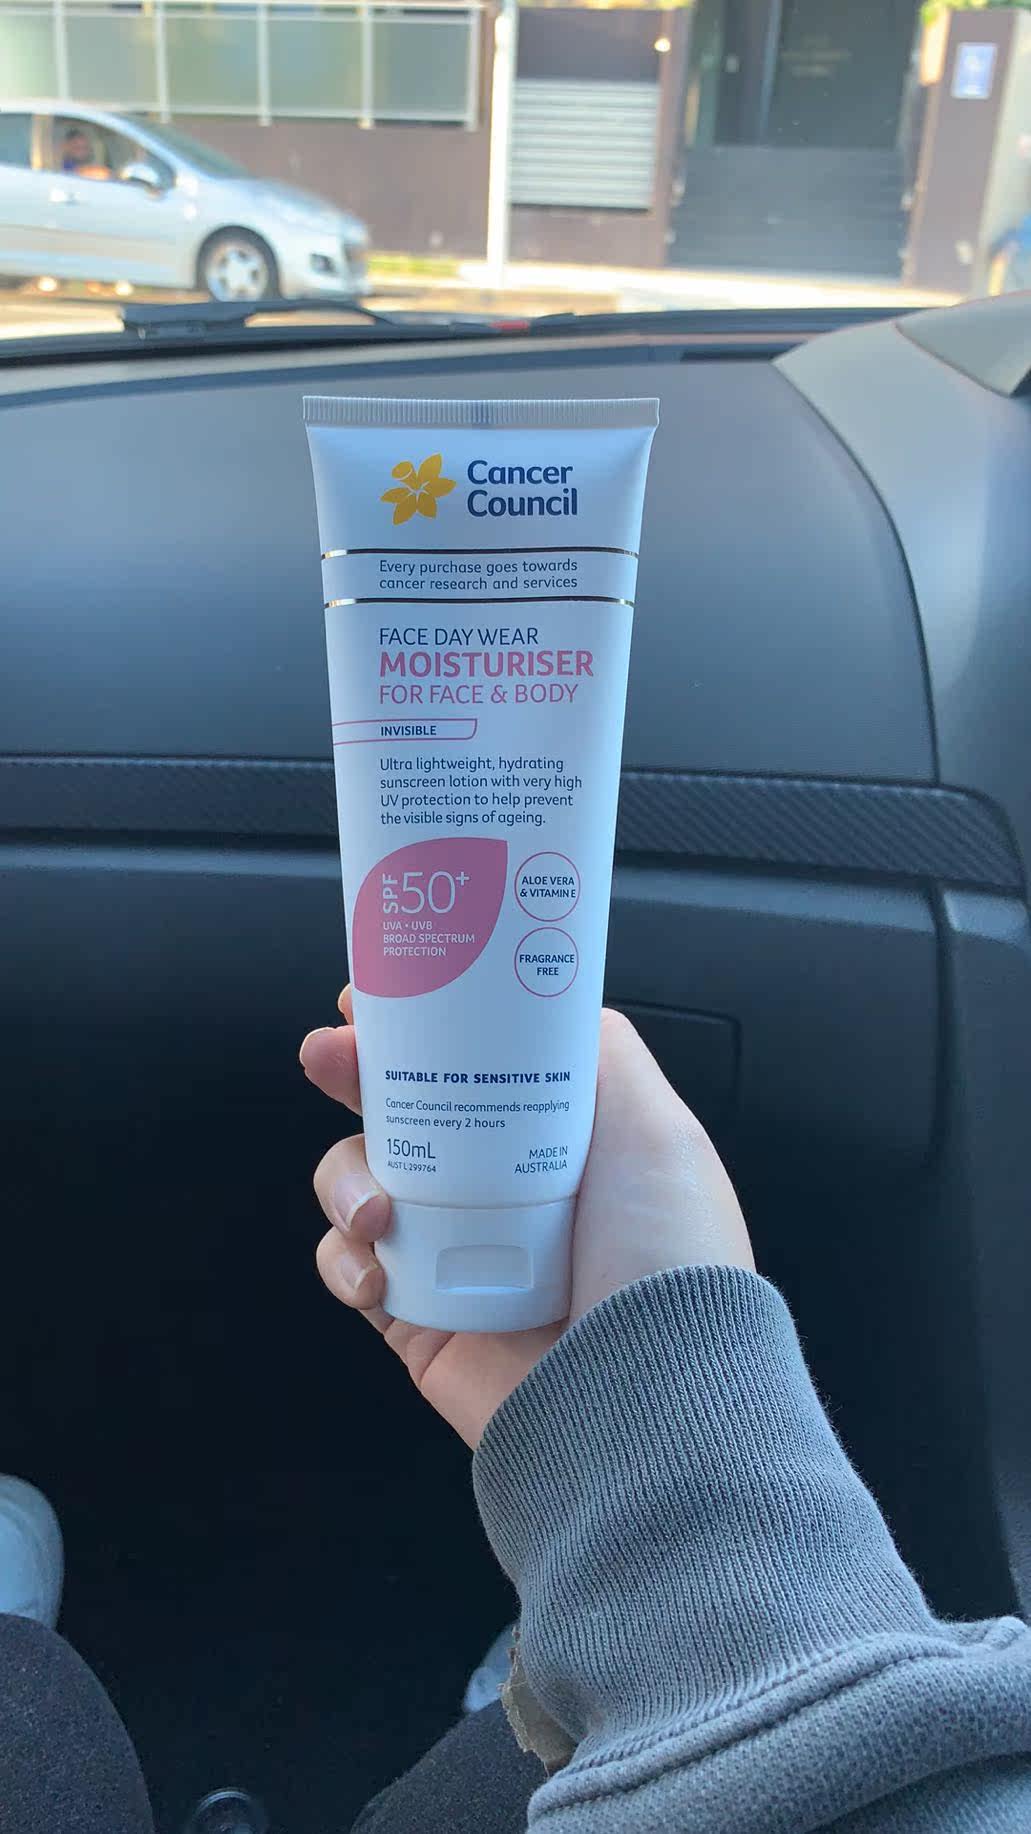 Cancer
Council
Every purchase goes towards
cancer research and services
FACE DAY WEAR
MOISTURISER
FOR FACE & BODY
INVISIBLE
Ultra lightweight, hydrating
sunscreen lotion with very high
UV protection to help prevent
the visible signs of ageing.
SPF 50+
UVA • UVB
BROAD SPECTRUM
PROTECTION
ALOE VERA
& VITAMIN E
FRAGRANCE
FREE
SUITABLE FOR SENSITIVE SKIN
Cancer Council recommends reapplying
sunscreen every 2 hours
150mL
AUST L 299764
MADE IN
AUSTRALIA